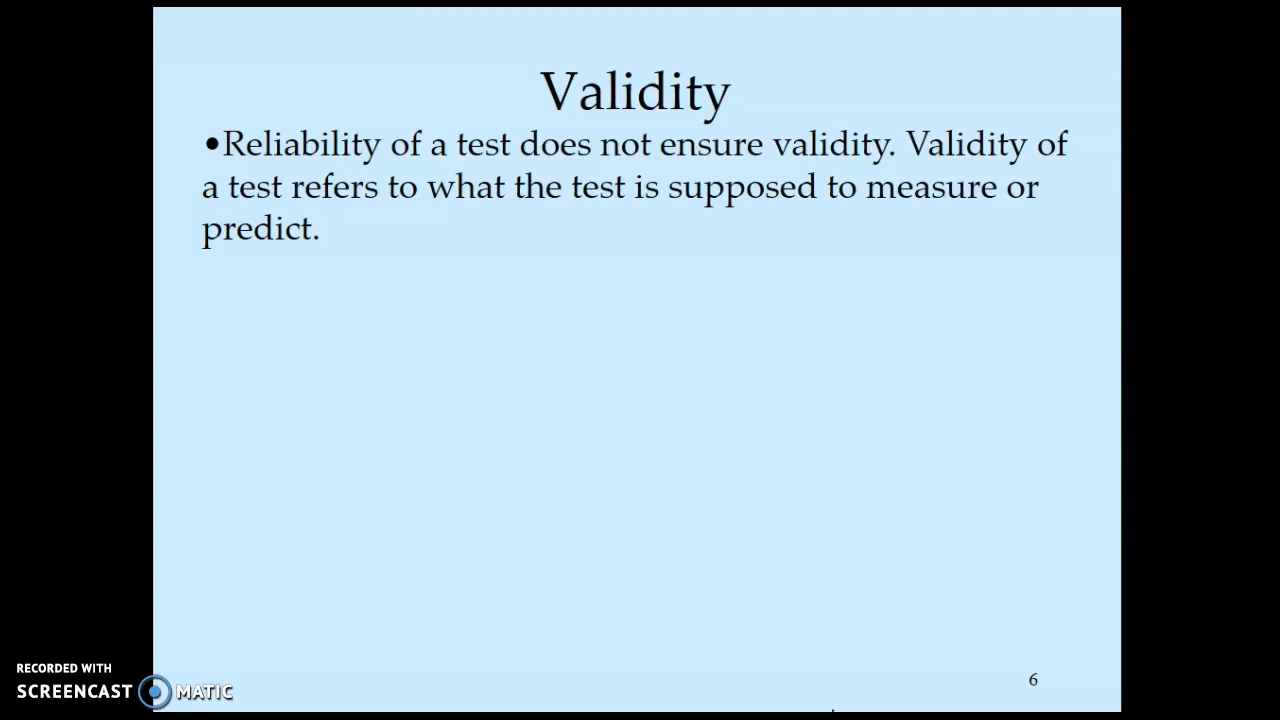 Validity
•Reliability of a test does not ensure validity. Validity of
a test refers to what the test is supposed to measure or
predict.
RECORDED WITH
SCREENCAST MATIC
6